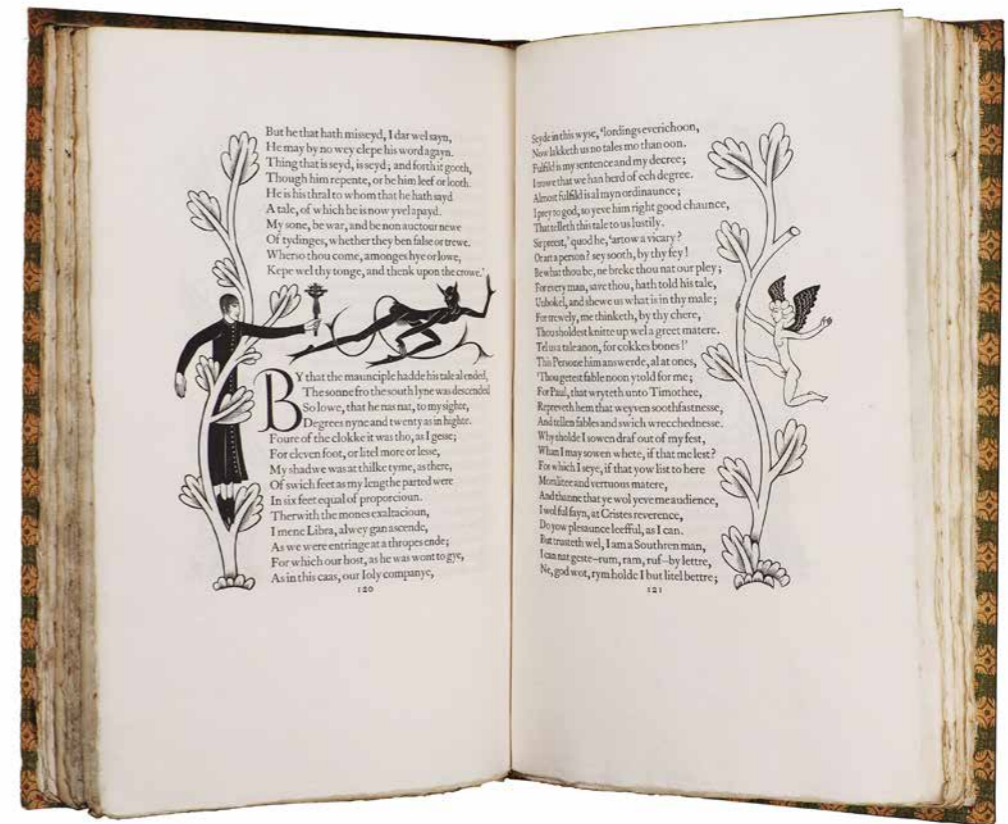 But he that hath misseyd, I dar wel sayn,
He may by no wey clepe his word agayn.
Thing that is seyd, is seyd; and forth it gooth,
Though him repente, or be him leef or looth.
He is his thral to whom that he hath sayd
A tale, of which he is now yvel apayd.
My sone, be war, and be non auctour newe
Of tydinges, whether they ben false or trewe.
Wherso thou come, amonges hye or lowe,
Kepe wel thy tonge, and thenk upon the crowe.'
BY that the maunciple hadde his tale al ended,
The sonne fro the south lyne was descended
So lowe, that he nas nat, to my sighte,
Degrees nyne and twenty as in highte.
Foure of the clokke it was tho, as I gesse;
For eleven foot, or litel more or lesse,
My shadwe was at thilke tyme, as there,
Of swich feet as my lengthe parted were
In six feet equal of proporcioun.
Therwith the mones exaltacioun,
I mene Libra, alwey gan ascende,
As we were entringe at a thropes ende;
For which our host, as he was wont to gye,
As in this caas, our Ioly companye,
120
Seyde in this wyse, 'lordings everichoon,
Now lakketh us no tales mo than oon.
Fulfild is my sentence and my decree;
I trowe that we han herd of ech degree.
Almost fulfild is al myn ordinaunce;
I prey to god, so yeve him right good chaunce,
That telleth this tale to us lustily.
Sir preest,' quod he, 'artow a vicary?
Or art a person? sey sooth, by thy fey!
Be what thou be, ne breke thou nat our pley;
For every man, save thou, hath told his tale,
Unbokel, and shewe us what is in thy male;
For trewely, me thinketh, by thy chere,
Thou sholdest knitte up wel a greet matere.
Tel us a tale anon, for cokkes bones!'
This Persone him answerde, al at ones,
'Thou getest fable noon ytold for me;
For Paul, that wryteth unto Timothee,
Repreveth hem that weyven soothfastnesse,
And tellen fables and swich wrecchednesse.
Why sholde I sowen draf out of my fest,
Whan I may sowen whete, if that me lest?
For which I seye, if that yow list to here
Moralitee and vertuous matere,
And thanne that ye wol yeve me audience,
I wol ful fayn, at Cristes reverence,
Do yow plesaunce leefful, as I can.
But trusteth wel, I am a Southren man,
I can nat geste–rum, ram, ruf–by lettre,
Ne, god wot, rym holde I but litel bettre;
121